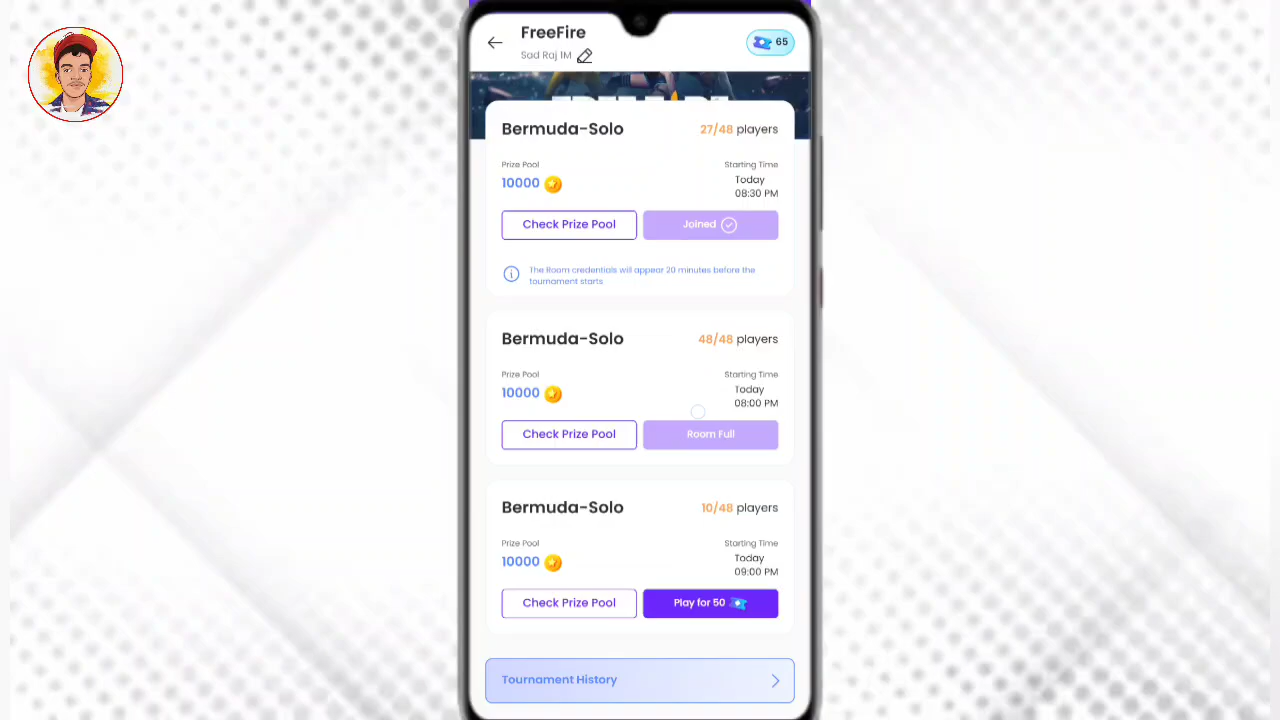 FreeFire
Sad Raj 1M
65
Bermuda-Solo
27/48 players
Prize Pool
Starting Time
10000
Today
08:30 PM
Check Prize Pool
Joined
The Room credentials will appear 20 minutes before the
tournament starts
Bermuda-Solo
48/48 players
Prize Pool
Starting Time
10000
Today
08:00 PM
Check Prize Pool
Room Full
Bermuda-Solo
10/48 players
Prize Pool
Starting Time
10000
Today
09:00 PM
Check Prize Pool
Play for 50
Tournament History